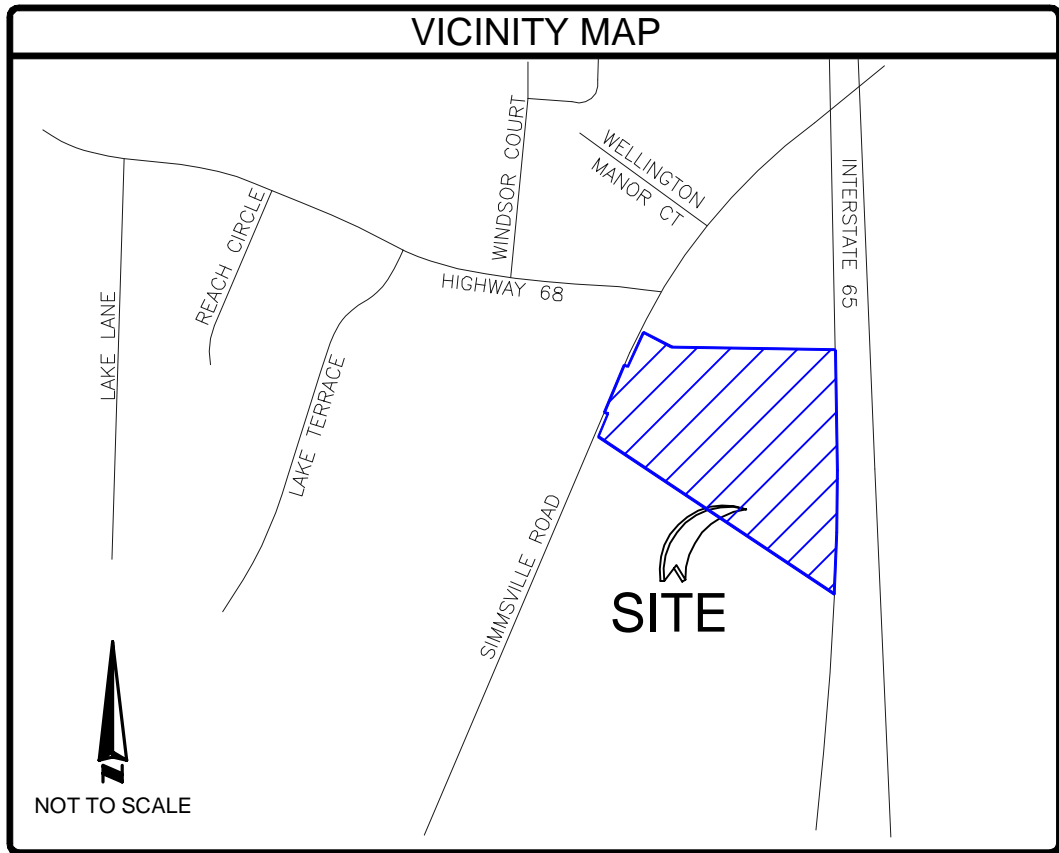 VICINITY MAP
WINDSOR COURT
WELLINGTON
MANOR CT
INTERSTATE 65
REACH CIRCLE
HIGHWAY 68
LAKE LANE
LAKE TERRACE
SIMMSVILLE ROAD
SITE
N
NOT TO SCALE